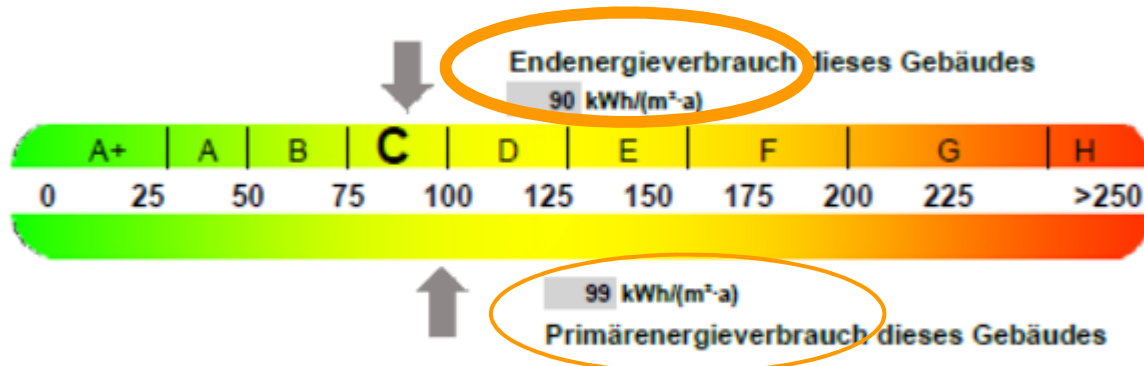 Endenergieverbrauch dieses Gebäudes
90 kWh/(m²·a)
A+ A B C D E F G H
0 25 50 75 100 125 150 175 200 225 >250
99 kWh/(m²·a)
Primärenergieverbrauch dieses Gebäudes